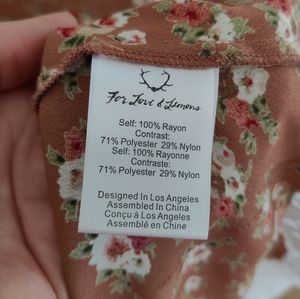 For Love & Lemons
Self: 100% Rayon
Contrast:
71% Polyester 29% Nylon
Self: 100% Rayonne
Contraste:
71% Polyester 29% Nylon
Designed In Los Angeles
Assembled In China
Conçu à Los Angeles
Assemblé en Chine